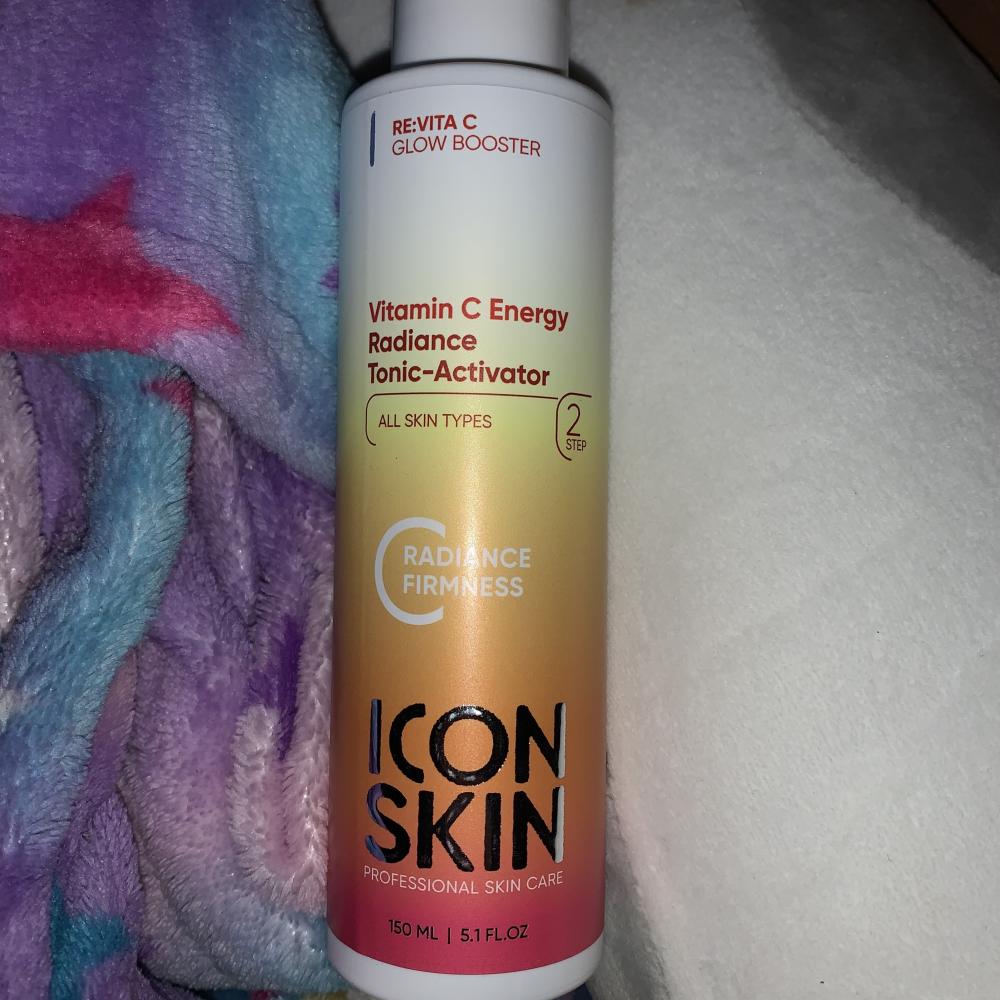 RE:VITA C
GLOW BOOSTER
Vitamin C Energy
Radiance
Tonic-Activator
ALL SKIN TYPES
2
STEP
C
RADIANCE
FIRMNESS
ICON
SKIN
PROFESSIONAL SKIN CARE
150 ML | 5.1 FL.OZ